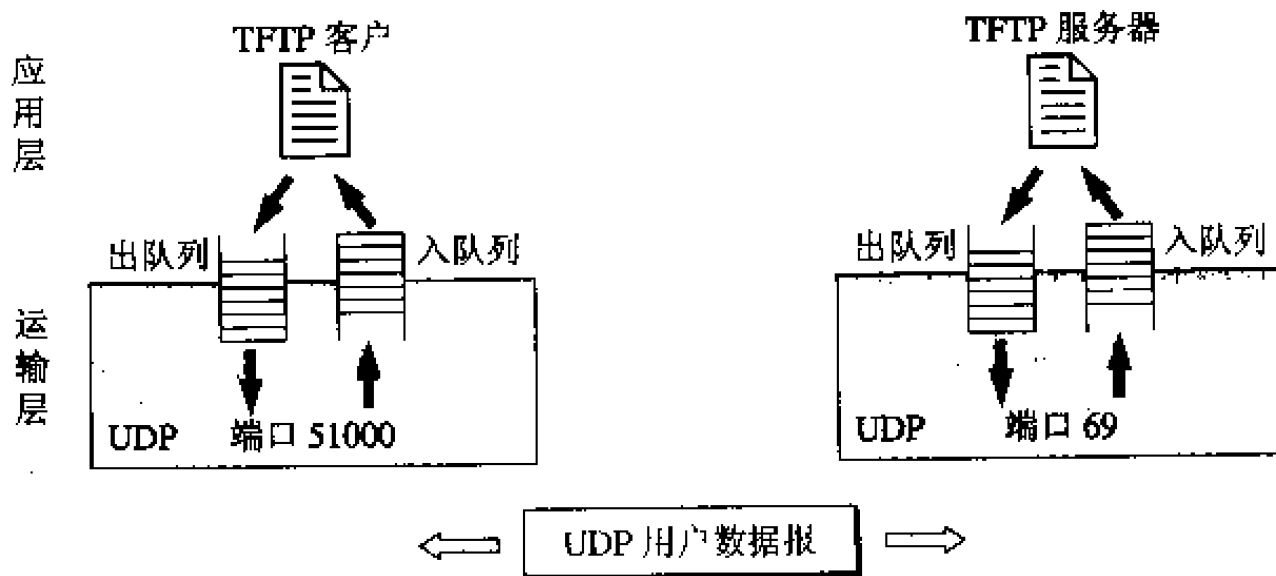 应用层
TFTP 客户
TFTP 服务器
出队列
入队列
出队列
入队列
运输层
UDP
端口 51000
UDP
端口 69
UDP 用户数据报